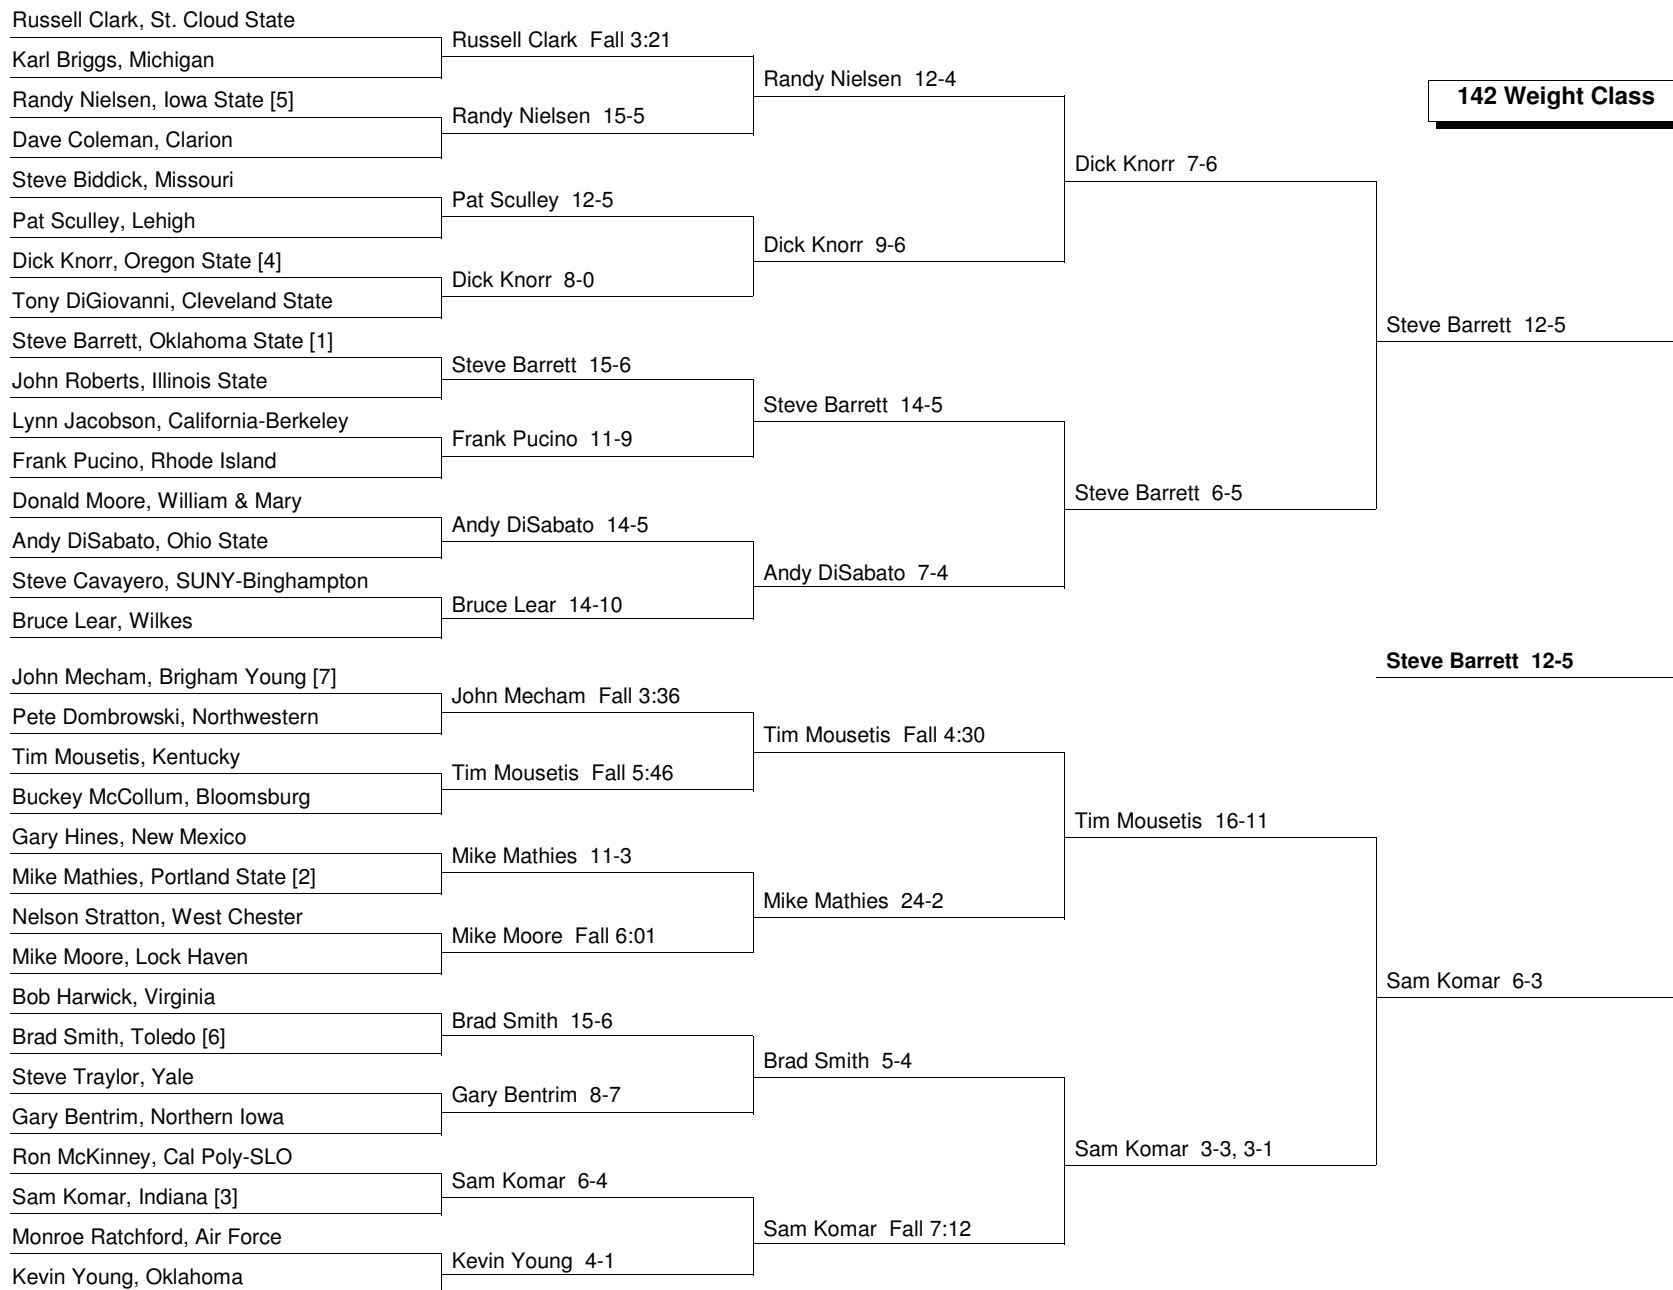 Russell Clark, St. Cloud State
Karl Briggs, Michigan
Randy Nielsen, Iowa State [5]
Dave Coleman, Clarion
Steve Biddick, Missouri
Pat Sculley, Lehigh
Dick Knorr, Oregon State [4]
Tony DiGiovanni, Cleveland State
Steve Barrett, Oklahoma State [1]
John Roberts, Illinois State
Lynn Jacobson, California-Berkeley
Frank Pucino, Rhode Island
Donald Moore, William & Mary
Andy DiSabato, Ohio State
Steve Cavayero, SUNY-Binghampton
Bruce Lear, Wilkes
John Mecham, Brigham Young [7]
Pete Dombrowski, Northwestern
Tim Mousetis, Kentucky
Buckey McCollum, Bloomsburg
Gary Hines, New Mexico
Mike Mathies, Portland State [2]
Nelson Stratton, West Chester
Mike Moore, Lock Haven
Bob Harwick, Virginia
Brad Smith, Toledo [6]
Steve Traylor, Yale
Gary Bentrim, Northern Iowa
Ron McKinney, Cal Poly-SLO
Sam Komar, Indiana [3]
Monroe Ratchford, Air Force
Kevin Young, Oklahoma
Russell Clark Fall 3:21
Randy Nielsen 15-5
Pat Sculley 12-5
Dick Knorr 8-0
Steve Barrett 15-6
Frank Pucino 11-9
Andy DiSabato 14-5
Bruce Lear 14-10
John Mecham Fall 3:36
Tim Mousetis Fall 5:46
Mike Mathies 11-3
Mike Moore Fall 6:01
Brad Smith 15-6
Gary Bentrim 8-7
Sam Komar 6-4
Kevin Young 4-1
Randy Nielsen 12-4
Dick Knorr 9-6
Steve Barrett 14-5
Andy DiSabato 7-4
Tim Mousetis Fall 4:30
Mike Mathies 24-2
Brad Smith 5-4
Sam Komar Fall 7:12
Dick Knorr 7-6
Steve Barrett 6-5
Tim Mousetis 16-11
Sam Komar 3-3, 3-1
142 Weight Class
Steve Barrett 12-5
Steve Barrett 12-5
Sam Komar 6-3